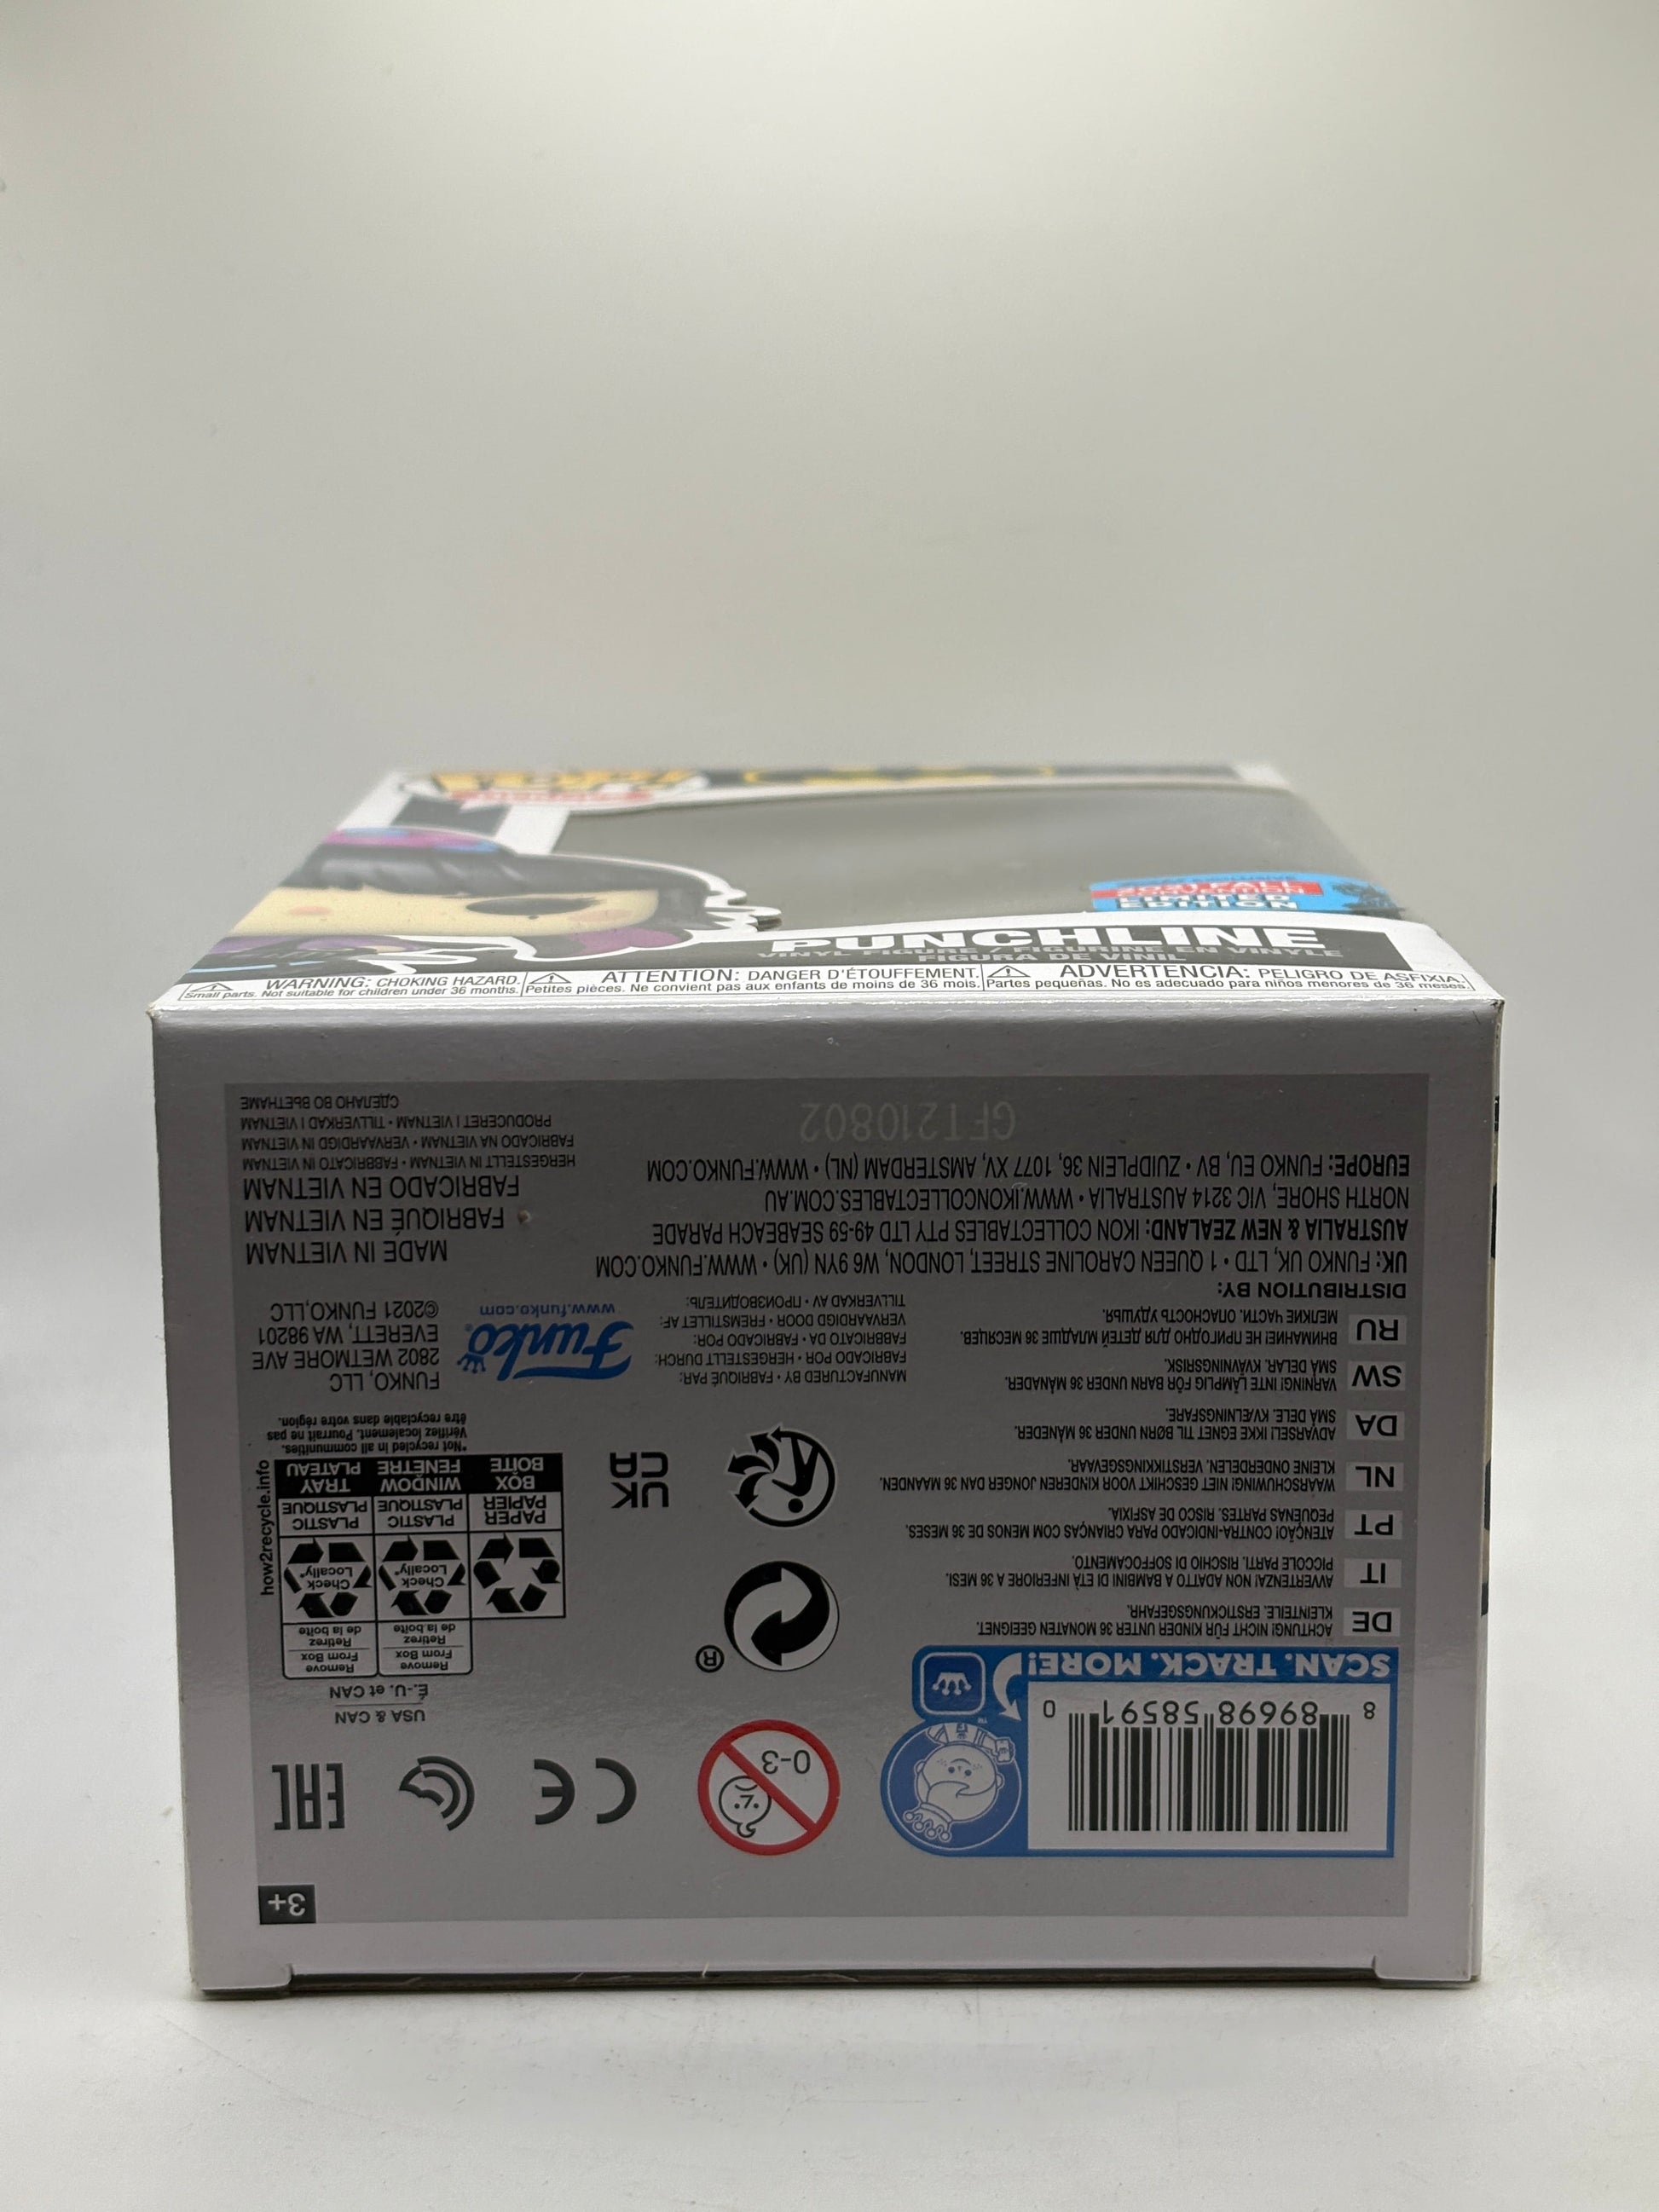 2021 FALL
CONVENTION
LIMITED
EDITION
PUNCHLINE
VINYL FIGURE / FIGURINE EN VINYLE
FIGURA DE VINIL
WARNING: CHOKING HAZARD.
Small parts. Not suitable for children under 36 months.
ATTENTION: DANGER D'ÉTOUFFEMENT.
Petites pièces. Ne convient pas aux enfants de moins de 36 mois.
ADVERTENCIA: PELIGRO DE ASFIXIA.
Partes pequeñas. No es adecuado para niños menores de 36 meses.
3+
8 89698 58591 0
SCAN. TRACK. MORE!
TM
0-3
CE
EAC
USA & CAN
É.-U. et CAN
Remove
From Box
Retirez
de la boîte
Remove
From Box
Retirez
de la boîte
Check
Locally*
Check
Locally*
PAPER
PAPIER
BOX
BOÎTE
PLASTIC
PLASTIQUE
WINDOW
FENÊTRE
PLASTIC
PLASTIQUE
TRAY
PLATEAU
how2recycle.info
*Not recycled in all communities.
Vérifiez localement. Pourrait ne pas
être recyclable dans votre région.
®
UK
CA
DE
ACHTUNG! NICHT FÜR KINDER UNTER 36 MONATEN GEEIGNET.
KLEINTEILE. ERSTICKUNGSGEFAHR.
IT
AVVERTENZA! NON ADATTO A BAMBINI DI ETÀ INFERIORE A 36 MESI.
PICCOLE PARTI. RISCHIO DI SOFFOCAMENTO.
PT
ATENÇÃO! CONTRA-INDICADO PARA CRIANÇAS COM MENOS DE 36 MESES
PEQUENAS PARTES. RISCO DE ASFIXIA.
NL
WAARSCHUWING! NIET GESCHIKT VOOR KINDEREN JONGER DAN 36 MAANDEN.
KLEINE ONDERDELEN. VERSTIKKINGSGEVAAR.
DA
ADVARSEL! IKKE EGNET TIL BØRN UNDER 36 MÅNEDER.
SMÅ DELE. KVÆLNINGSFARE.
SW
VARNING! INTE LÄMPLIG FÖR BARN UNDER 36 MÅNADER.
SMÅ DELAR. KVÄVNINGSRISK.
RU
ВНИМАНИЕ! НЕ ПРИГОДНО ДЛЯ ДЕТЕЙ МЛАДШЕ 36 МЕСЯЦЕВ.
МЕЛКИЕ ЧАСТИ. ОПАСНОСТЬ УДУШЬЯ.
MANUFACTURED BY • FABRIQUÉ PAR:
FABRICADO POR • HERGESTELLT DURCH:
FABBRICATO DA • FABRICADO POR:
VERVAARDIGD DOOR • FREMSTILLET AF:
TILLVERKAD AV • ПРОИЗВОДИТЕЛЬ:
Funko
www.funko.com
FUNKO, LLC
2802 WETMORE AVE
EVERETT, WA 98201
©2021 FUNKO,LLC
DISTRIBUTION BY:
UK: FUNKO UK, LTD • 1 QUEEN CAROLINE STREET, LONDON, W6 9YN (UK) • WWW.FUNKO.COM
AUSTRALIA & NEW ZEALAND: IKON COLLECTABLES PTY LTD 49-59 SEABEACH PARADE
NORTH SHORE, VIC 3214 AUSTRALIA • WWW.IKONCOLLECTABLES.COM.AU
EUROPE: FUNKO EU, BV • ZUIDPLEIN 36, 1077 XV, AMSTERDAM (NL) • WWW.FUNKO.COM
MADE IN VIETNAM
FABRIQUÉ EN VIETNAM
FABRICADO EN VIETNAM
HERGESTELLT IN VIETNAM • FABBRICATO IN VIETNAM
FABRICADO NA VIETNAM • VERVAARDIGD IN VIETNAM
PRODUCERET I VIETNAM • TILLVERKAD I VIETNAM
СДЕЛАНО ВО ВЬЕТНАМЕ
GFT210802